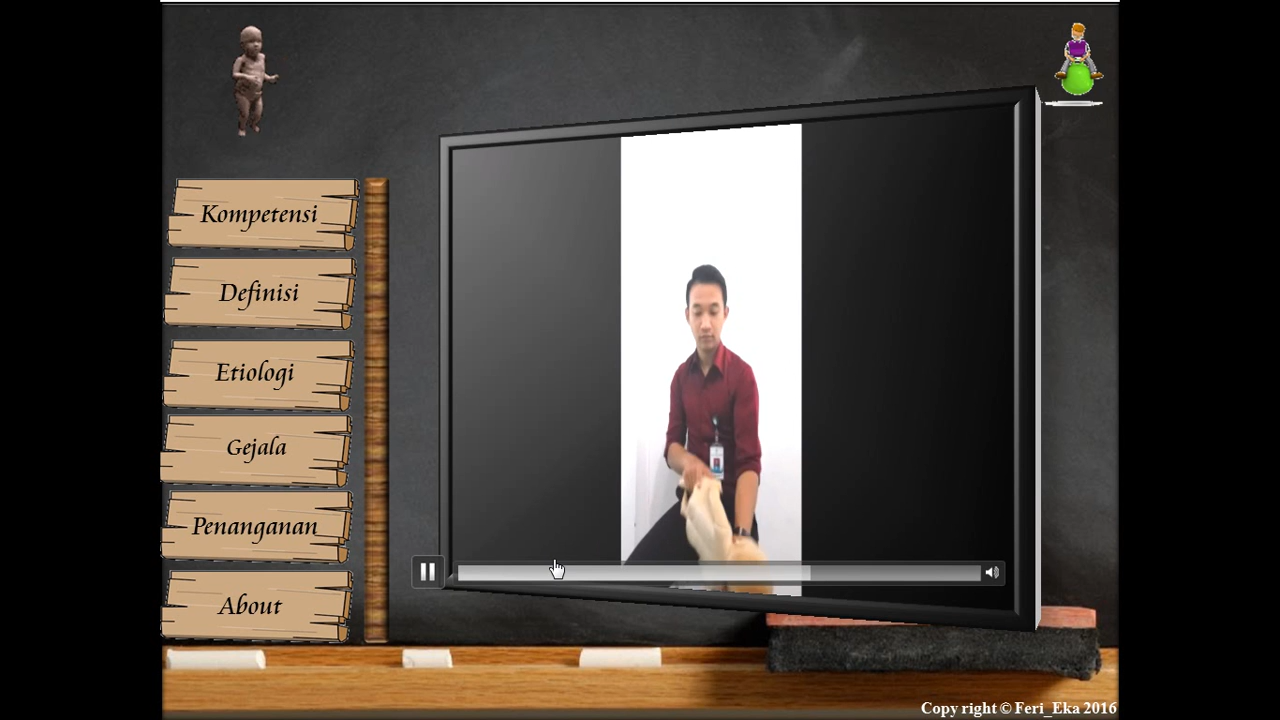 Kompetensi
Definisi
Etiologi
Gejala
Penanganan
About
Copy right © Feri_Eka 2016